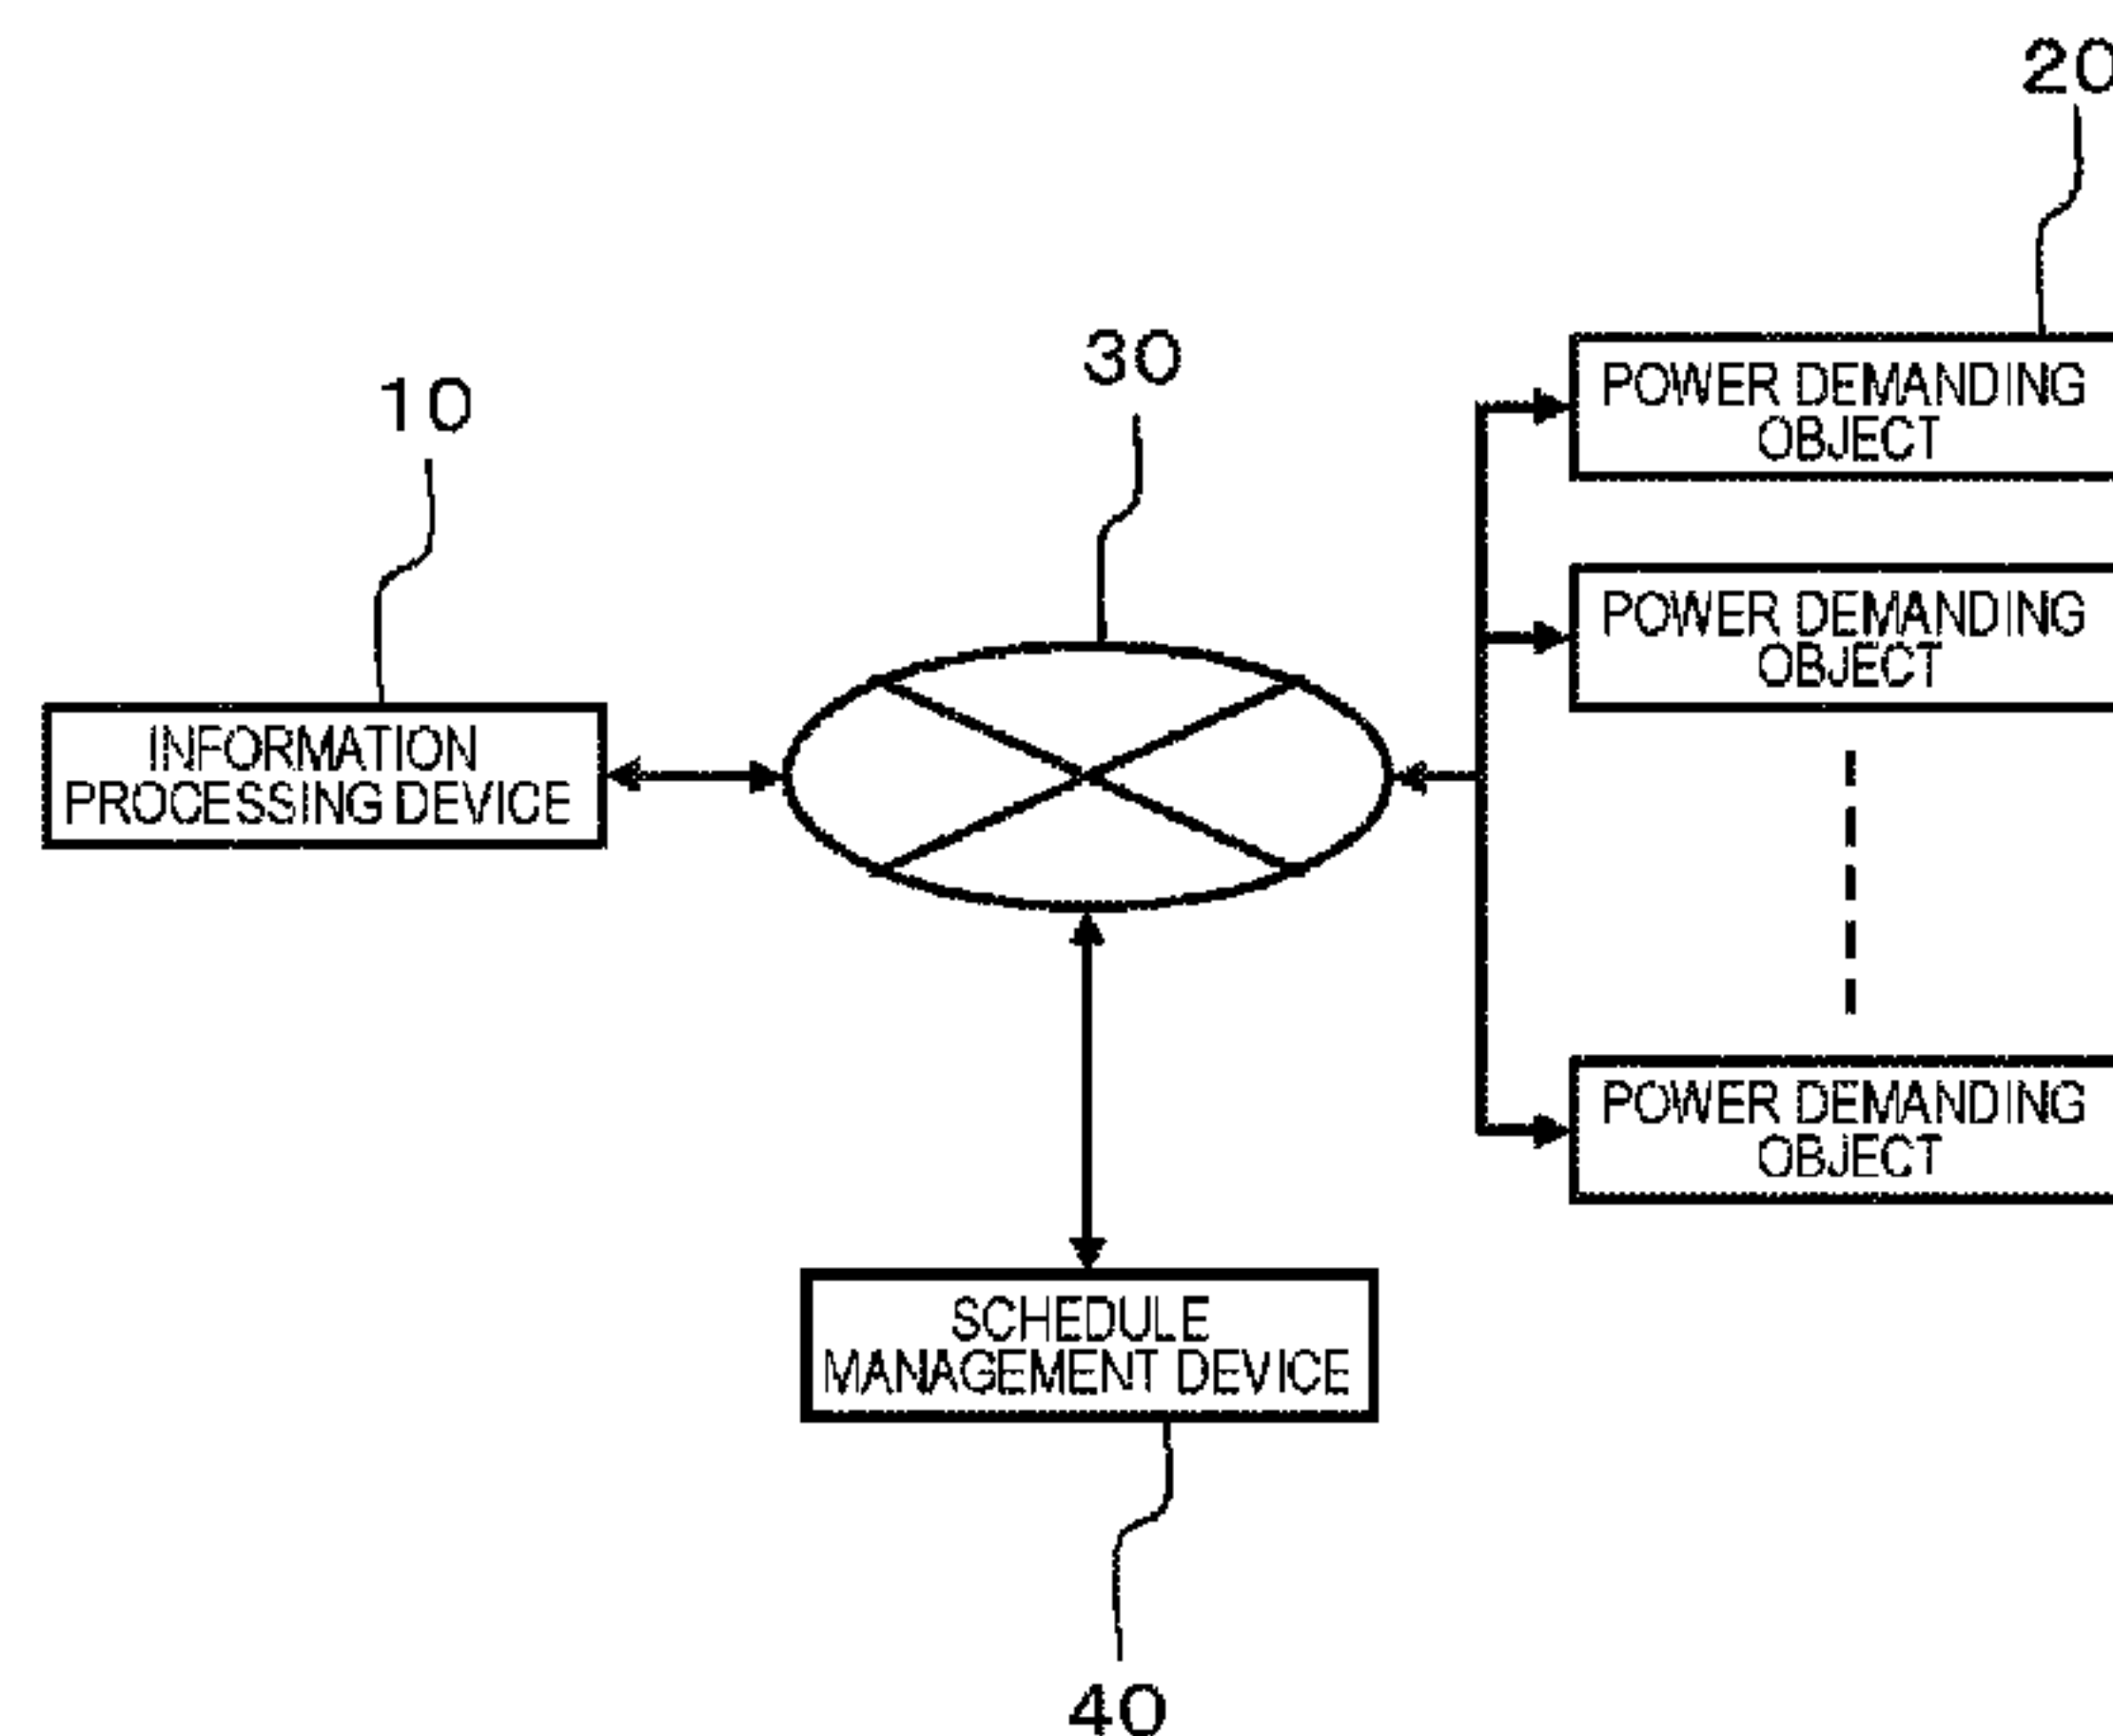 20
30
10
POWER DEMANDING
OBJECT
POWER DEMANDING
OBJECT
INFORMATION
PROCESSING DEVICE
POWER DEMANDING
OBJECT
SCHEDULE
MANAGEMENT DEVICE
40